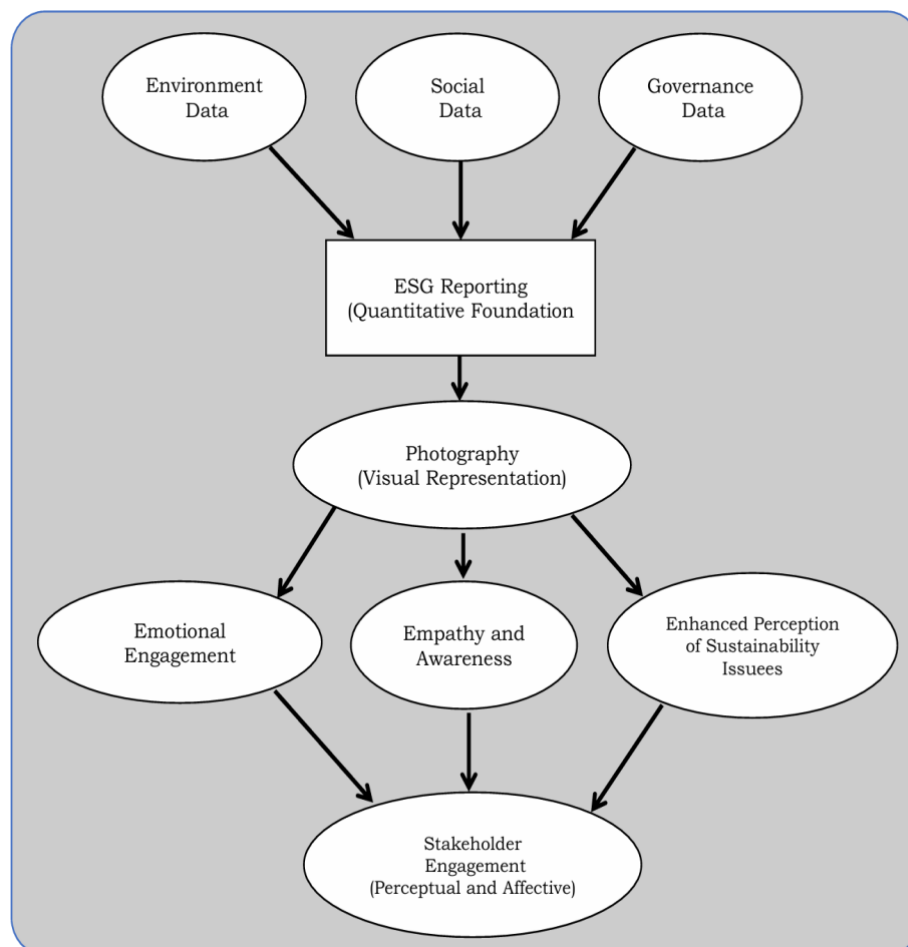 Environment
Data
Social
Data
Governance
Data
ESG Reporting
(Quantitative Foundation
Photography
(Visual Representation)
Emotional
Engagement
Empathy and
Awareness
Enhanced Perception
of Sustainability
Issuees
Stakeholder
Engagement
(Perceptual and Affective)